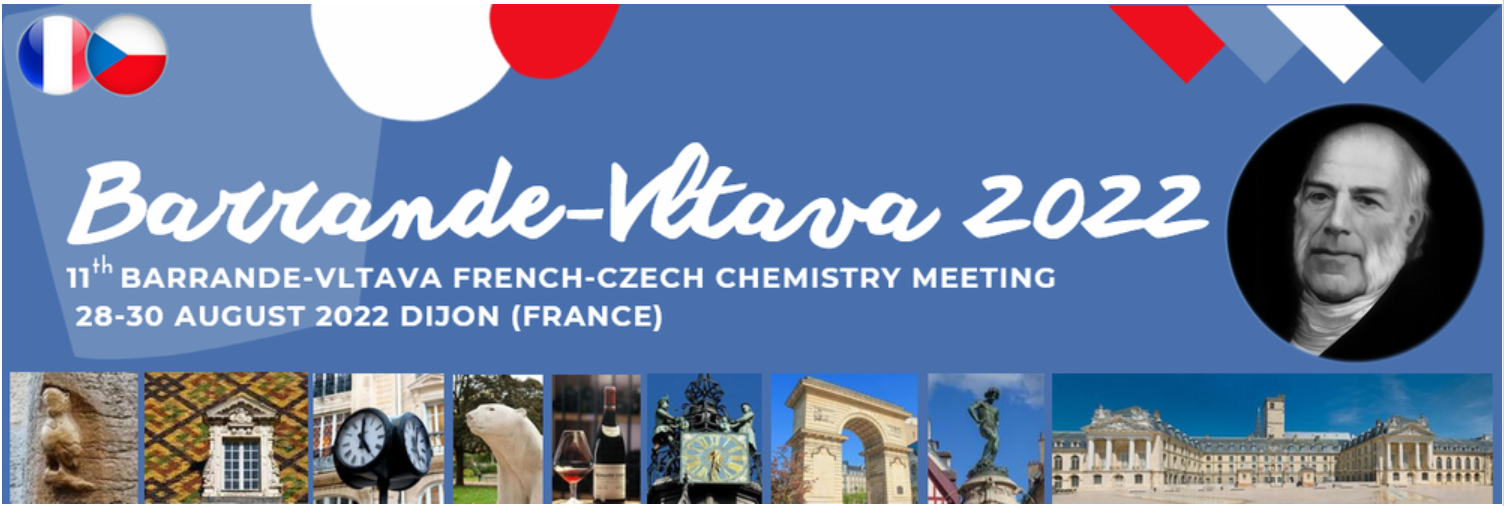 Barrande-Vltava 2022
11th BARRANDE-VLTAVA FRENCH-CZECH CHEMISTRY MEETING
28-30 AUGUST 2022 DIJON (FRANCE)